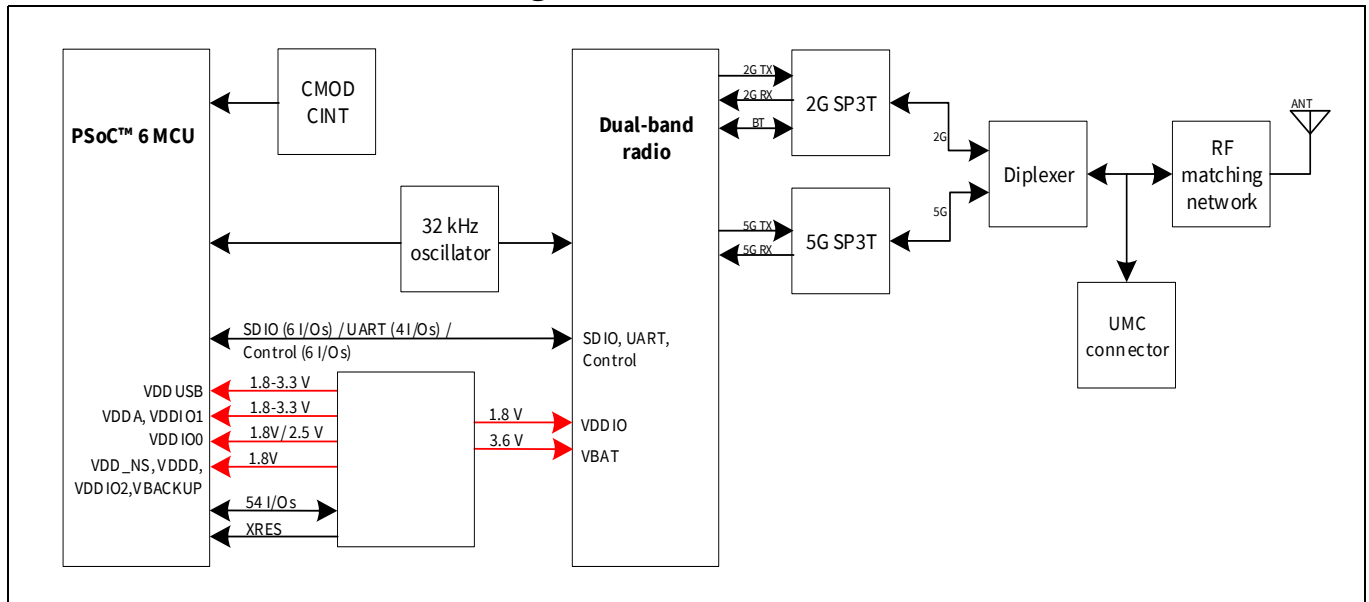 PSoC™ 6 MCU
CMOD
CINT
32 kHz
oscillator
Dual-band
radio
2G TX
2G RX
BT
2G SP3T
5G TX
5G RX
5G SP3T
2G
5G
Diplexer
RF
matching
network
ANT
UMC
connector
SDIO (6 I/Os) / UART (4 I/Os) /
Control (6 I/Os)
SDIO, UART,
Control
VDDUSB
1.8-3.3 V
VDDA, VDDIO1
1.8-3.3 V
VDDIO0
1.8V/ 2.5 V
VDD_NS, VDDD,
VDDIO2,VBACKUP
1.8V
54 I/Os
XRES
1.8 V
VDDIO
3.6 V
VBAT